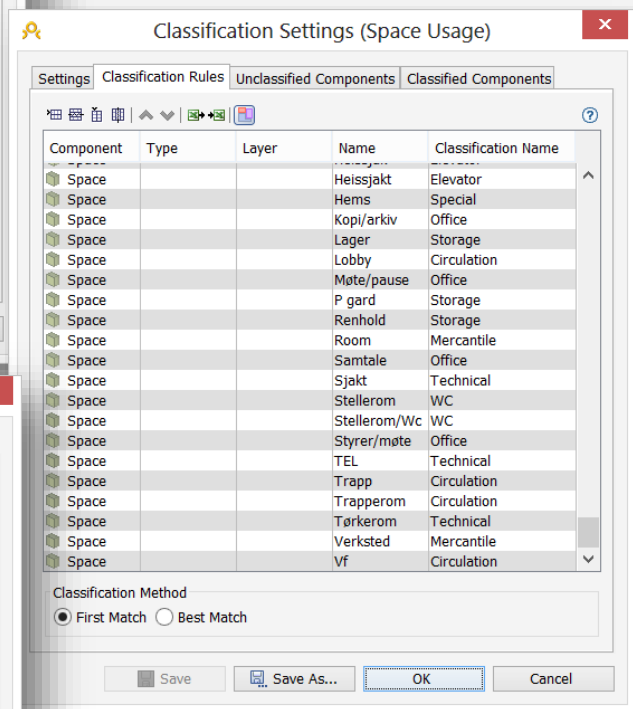 Classification Settings (Space Usage)
Settings Classification Rules Unclassified Components Classified Components
Component Type Layer Name Classification Name
Space Heissjakt Elevator
Space Hems Special
Space Kopi/arkiv Office
Space Lager Storage
Space Lobby Circulation
Space Møte/pause Office
Space P gard Storage
Space Renhold Storage
Space Room Mercantile
Space Samtale Office
Space Sjakt Technical
Space Stellerom WC
Space Stellerom/Wc WC
Space Styrer/møte Office
Space TEL Technical
Space Trapp Circulation
Space Trapperom Circulation
Space Tørkerom Technical
Space Verksted Mercantile
Space Vf Circulation
Classification Method
First Match Best Match
Save Save As... OK Cancel